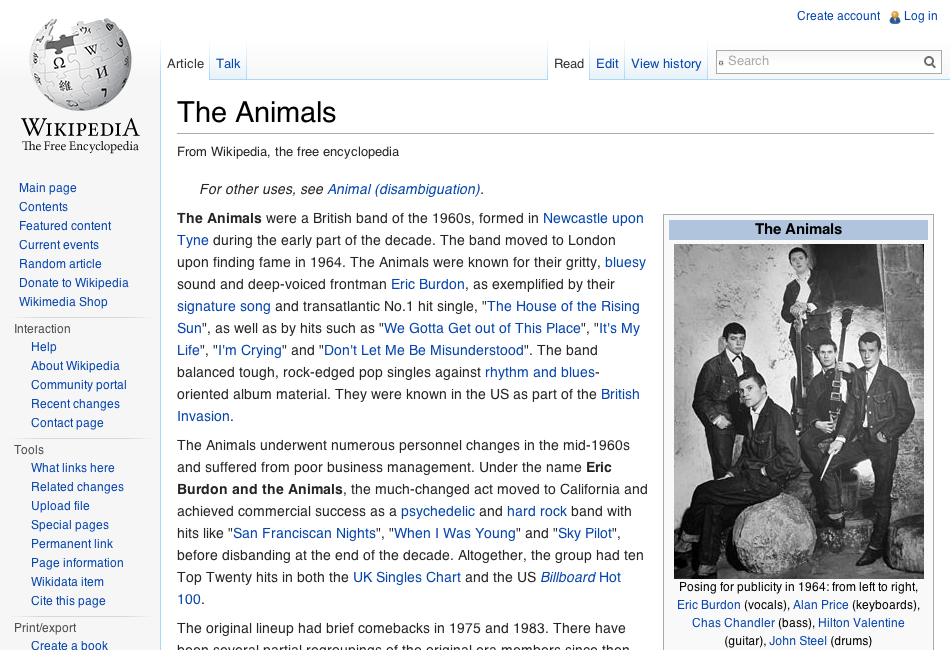 Create account Log in
Article Talk Read Edit View history Search
WIKIPEDIA
The Free Encyclopedia
Main page
Contents
Featured content
Current events
Random article
Donate to Wikipedia
Wikimedia Shop
Interaction
Help
About Wikipedia
Community portal
Recent changes
Contact page
Tools
What links here
Related changes
Upload file
Special pages
Permanent link
Page information
Wikidata item
Cite this page
Print/export
Create a book
The Animals
From Wikipedia, the free encyclopedia
For other uses, see Animal (disambiguation).
The Animals were a British band of the 1960s, formed in Newcastle upon
Tyne during the early part of the decade. The band moved to London
upon finding fame in 1964. The Animals were known for their gritty, bluesy
sound and deep-voiced frontman Eric Burdon, as exemplified by their
signature song and transatlantic No.1 hit single, "The House of the Rising
Sun", as well as by hits such as "We Gotta Get out of This Place", "It's My
Life", "I'm Crying" and "Don't Let Me Be Misunderstood". The band
balanced tough, rock-edged pop singles against rhythm and blues-
oriented album material. They were known in the US as part of the British
Invasion.
The Animals underwent numerous personnel changes in the mid-1960s
and suffered from poor business management. Under the name Eric
Burdon and the Animals, the much-changed act moved to California and
achieved commercial success as a psychedelic and hard rock band with
hits like "San Franciscan Nights", "When I Was Young" and "Sky Pilot",
before disbanding at the end of the decade. Altogether, the group had ten
Top Twenty hits in both the UK Singles Chart and the US Billboard Hot
100.
The original lineup had brief comebacks in 1975 and 1983. There have
been several partial regroupings of the original era members since then
The Animals
Posing for publicity in 1964: from left to right,
Eric Burdon (vocals), Alan Price (keyboards),
Chas Chandler (bass), Hilton Valentine
(guitar), John Steel (drums)